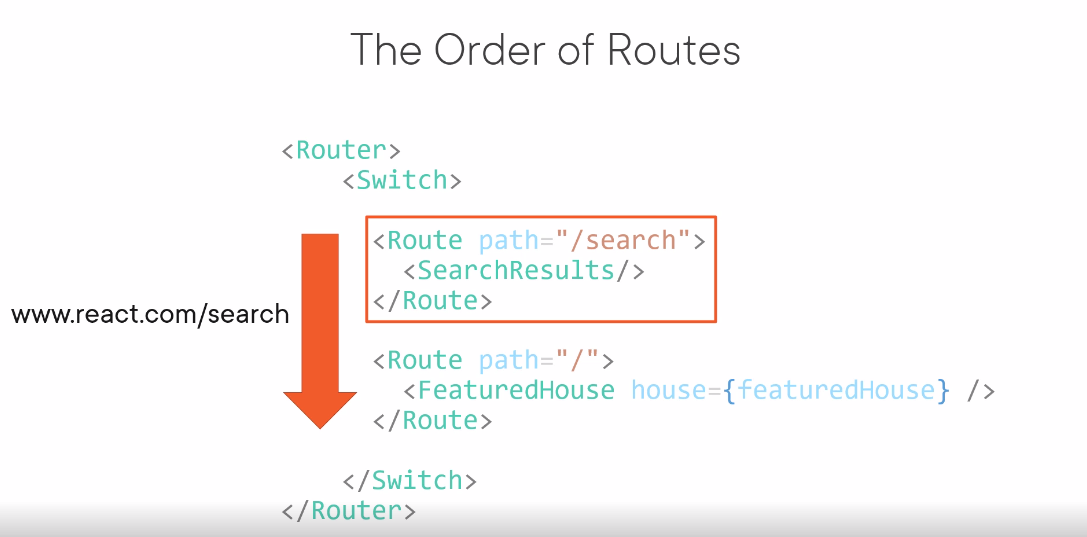 The Order of Routes
<Router>
<Switch>
<Route path="/search">
<SearchResults/>
</Route>
www.react.com/search
<Route path="/">
<FeaturedHouse house={featuredHouse} />
</Route>
</Switch>
</Router>